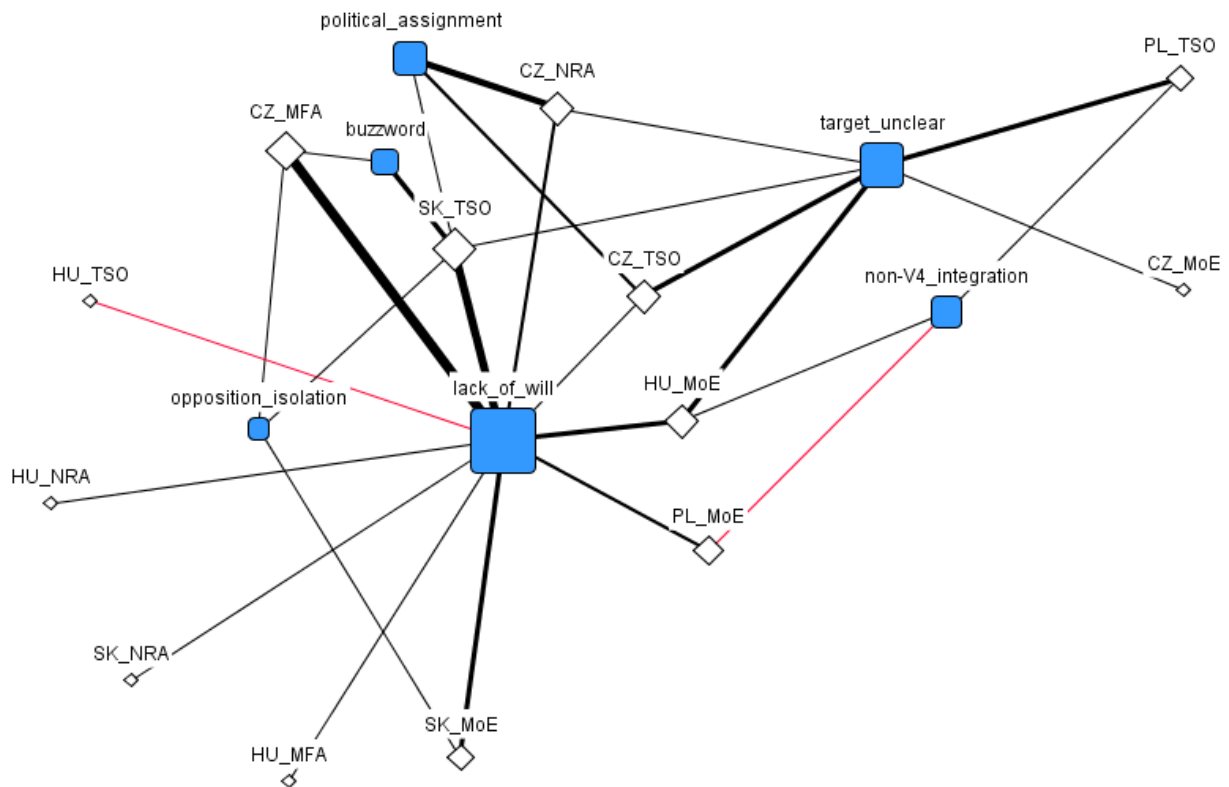 political_assignment
PL_TSO
CZ_NRA
CZ_MFA
buzzword
target_unclear
SK_TSO
CZ_TSO
CZ_MoE
HU_TSO
non-V4_integration
opposition_isolation
lack_of_will
HU_MoE
HU_NRA
PL_MoE
SK_NRA
SK_MoE
HU_MFA